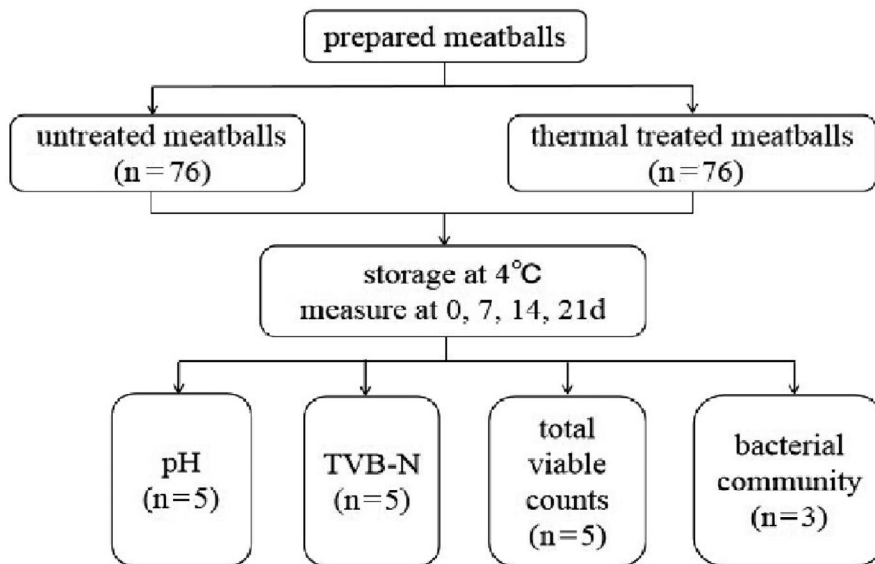 prepared meatballs
untreated meatballs
(n=76)
thermal treated meatballs
(n=76)
storage at 4℃
measure at 0, 7, 14, 21d
pH
(n=5)
TVB-N
(n=5)
total
viable
counts
(n=5)
bacterial
community
(n=3)